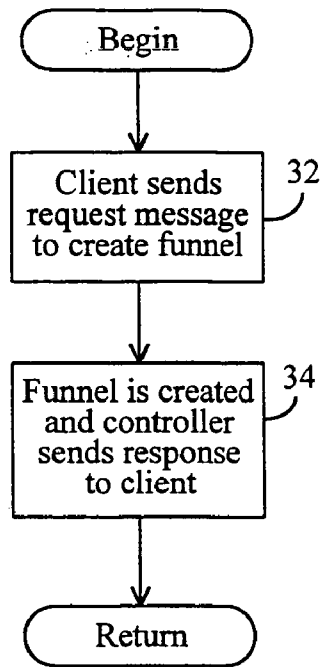 Begin
Client sends
request message
to create funnel
32
Funnel is created
and controller
sends response
to client
34
Return